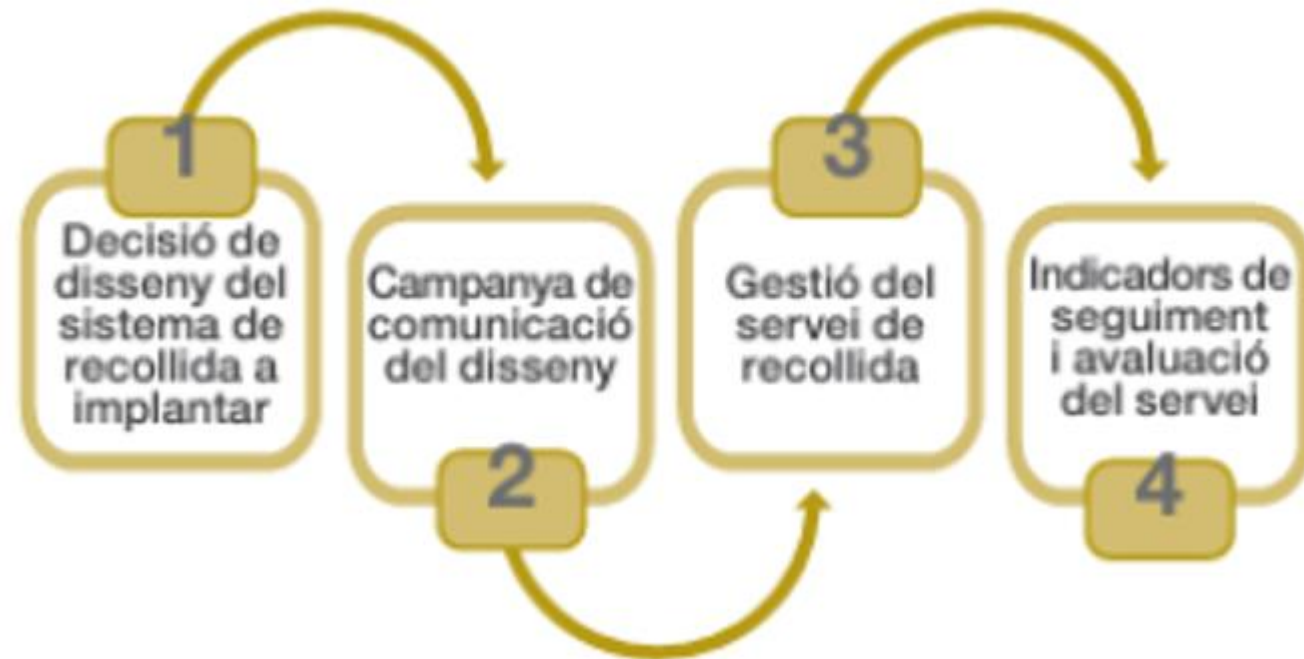 1
Decisió de
disseny del
sistema de
recollida a
implantar
Campanya de
comunicació
del disseny
2
3
Gestió del
servei de
recollida
Indicadors de
seguiment
i avaluació
del servei
4